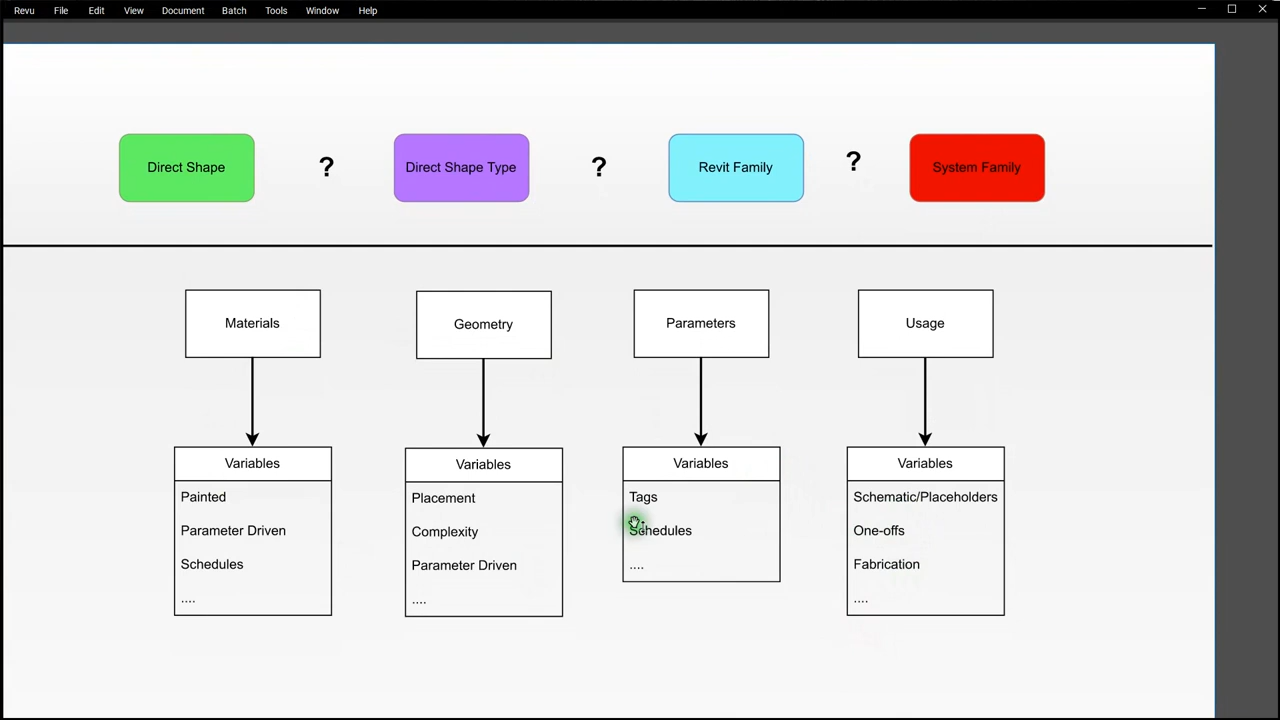 Revu File Edit View Document Batch Tools Window Help
Direct Shape ? Direct Shape Type ? Revit Family ? System Family
Materials Geometry Parameters Usage
Variables Variables Variables Variables
Painted Placement Tags Schematic/Placeholders
Parameter Driven Complexity Schedules One-offs
Schedules Parameter Driven .... Fabrication
.... .... ....